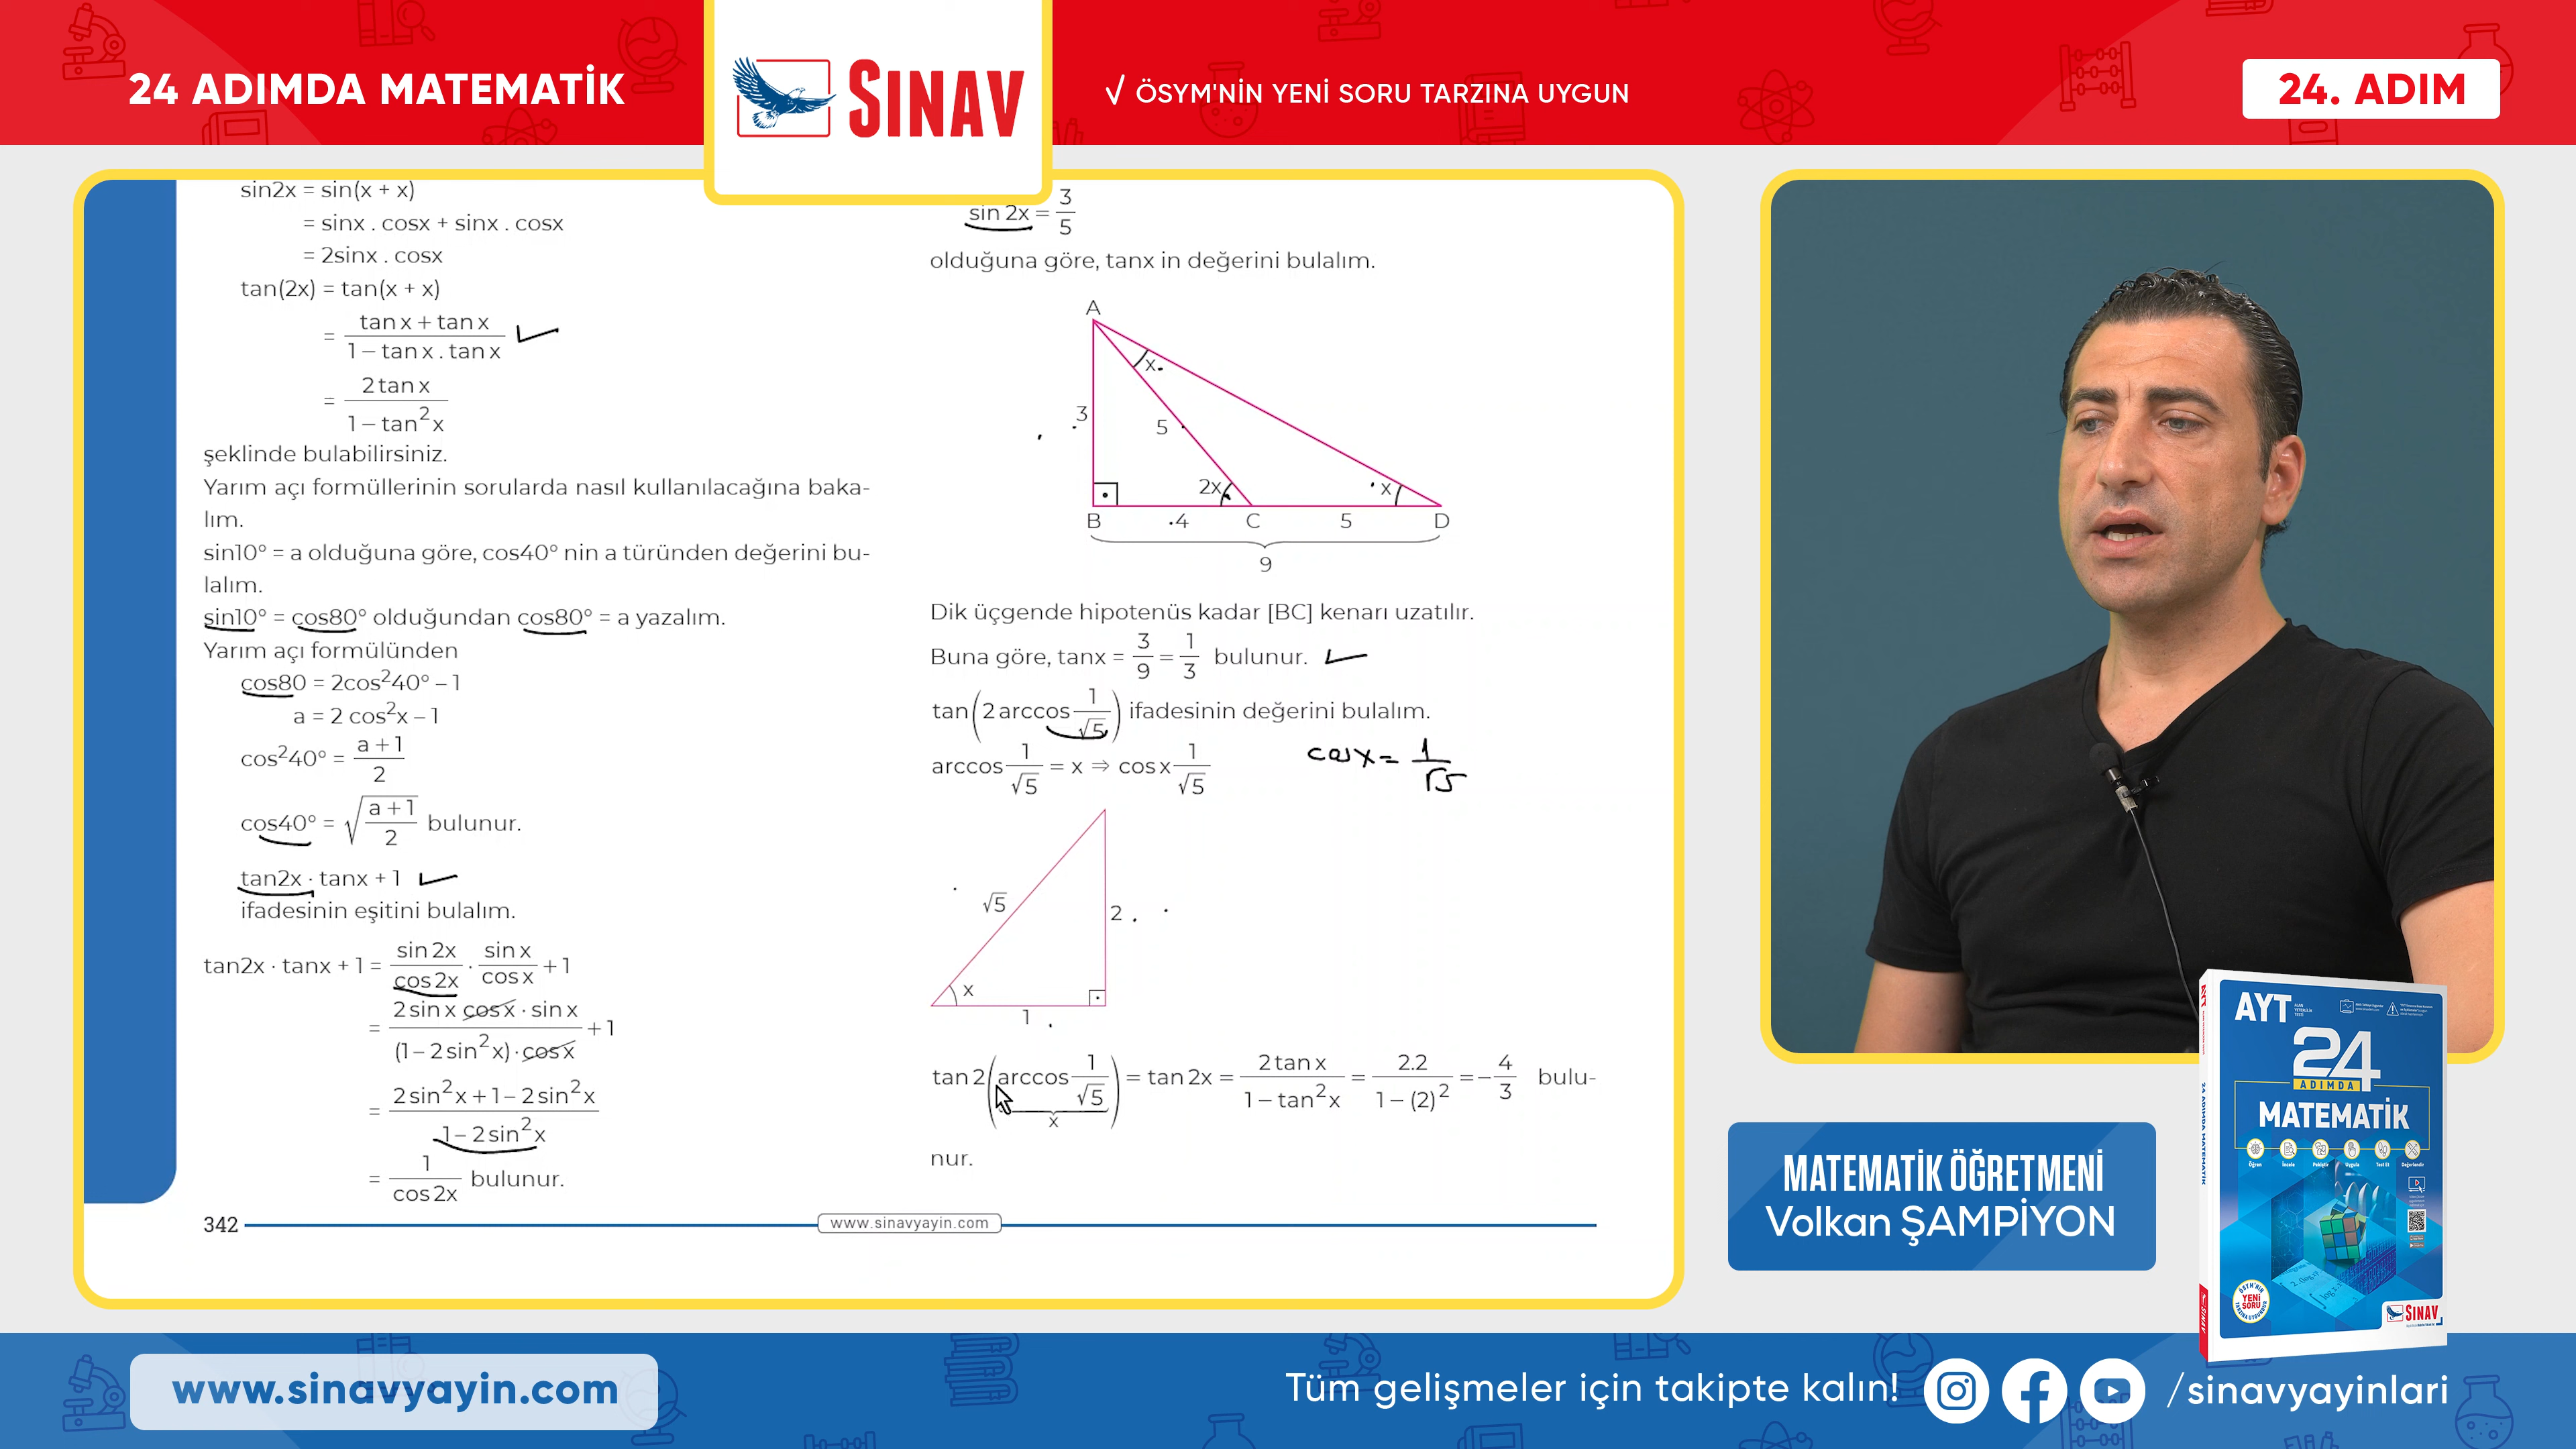 24 ADIMDA MATEMATİK
SINAV
√ ÖSYM'NİN YENİ SORU TARZINA UYGUN
24. ADIM
sin2x = sin(x + x)
= sinx . cosx + sinx . cosx
= 2sinx . cosx
tan(2x) = tan(x + x)
= (tan x + tan x) / (1 – tan x . tan x)
= 2 tan x / (1 – tan²x)
şeklinde bulabilirsiniz.
Yarım açı formüllerinin sorularda nasıl kullanılacağına baka-
lım.
sin10° = a olduğuna göre, cos40° nin a türünden değerini bu-
lalım.
sin10° = cos80° olduğundan cos80° = a yazalım.
Yarım açı formülünden
cos80 = 2cos²40° – 1
a = 2 cos²x – 1
cos²40° = (a + 1) / 2
cos40° = √((a + 1) / 2) bulunur.
tan2x · tanx + 1
ifadesinin eşitini bulalım.
tan2x · tanx + 1 = (sin 2x / cos 2x) · (sin x / cos x) + 1
= (2 sin x cos x · sin x) / ((1 – 2 sin²x) · cos x) + 1
= (2 sin²x + 1 – 2 sin²x) / (1 – 2 sin²x)
= 1 / cos 2x bulunur.
sin 2x = 3/5
olduğuna göre, tanx in değerini bulalım.
A
x
3
5
2x
x
B
4
C
5
D
9
Dik üçgende hipotenüs kadar [BC] kenarı uzatılır.
Buna göre, tanx = 3/9 = 1/3 bulunur.
tan(2 arccos 1/√5) ifadesinin değerini bulalım.
arccos 1/√5 = x ⇒ cos x 1/√5
cosx = 1/√5
√5
2
x
1
tan 2(arccos 1/√5) = tan 2x = 2 tan x / (1 – tan²x) = 2.2 / (1 – (2)²) = – 4/3 bulu-
x
nur.
342
www.sinavyayin.com
MATEMATİK ÖĞRETMENİ
Volkan ŞAMPİYON
AYT
24
ADIMDA
MATEMATİK
YENİ
SORU
SINAV
www.sinavyayin.com
Tüm gelişmeler için takipte kalın!
/sinavyayinlari